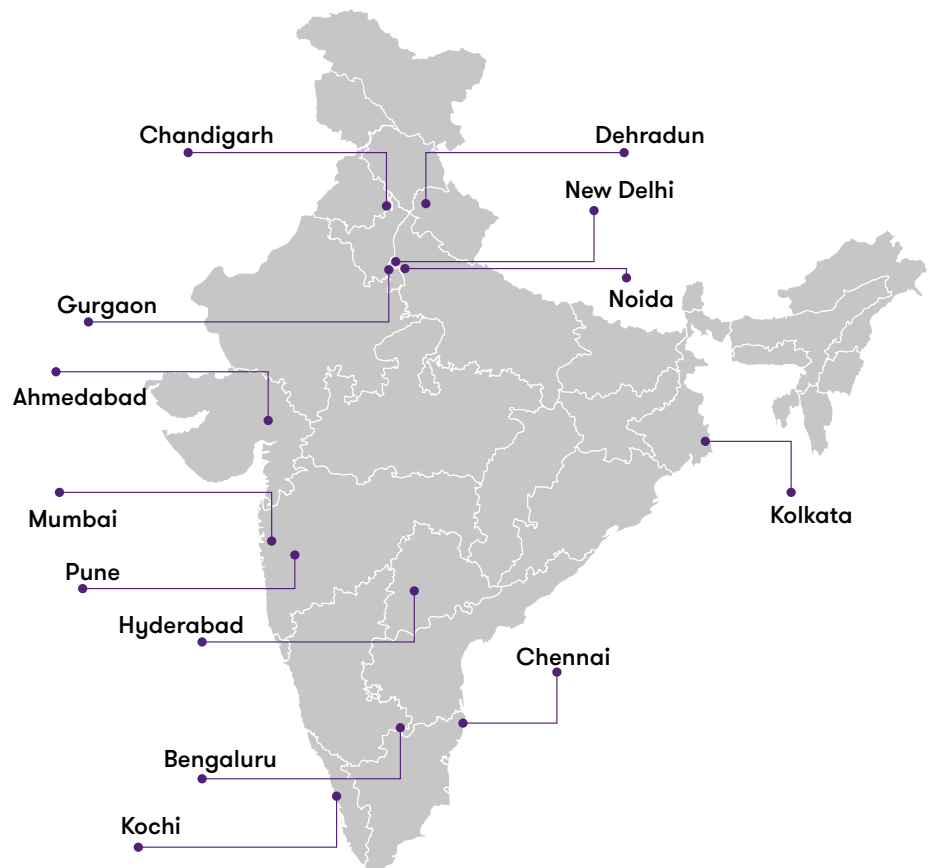 Chandigarh
Dehradun
New Delhi
Noida
Gurgaon
Ahmedabad
Mumbai
Kolkata
Pune
Hyderabad
Chennai
Bengaluru
Kochi